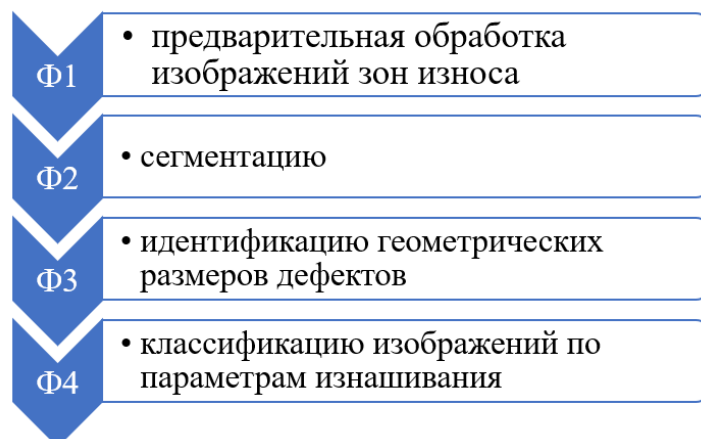 Ф1
• предварительная обработка
изображений зон износа
Ф2
• сегментацию
Ф3
• идентификацию геометрических
размеров дефектов
Ф4
• классификацию изображений по
параметрам изнашивания